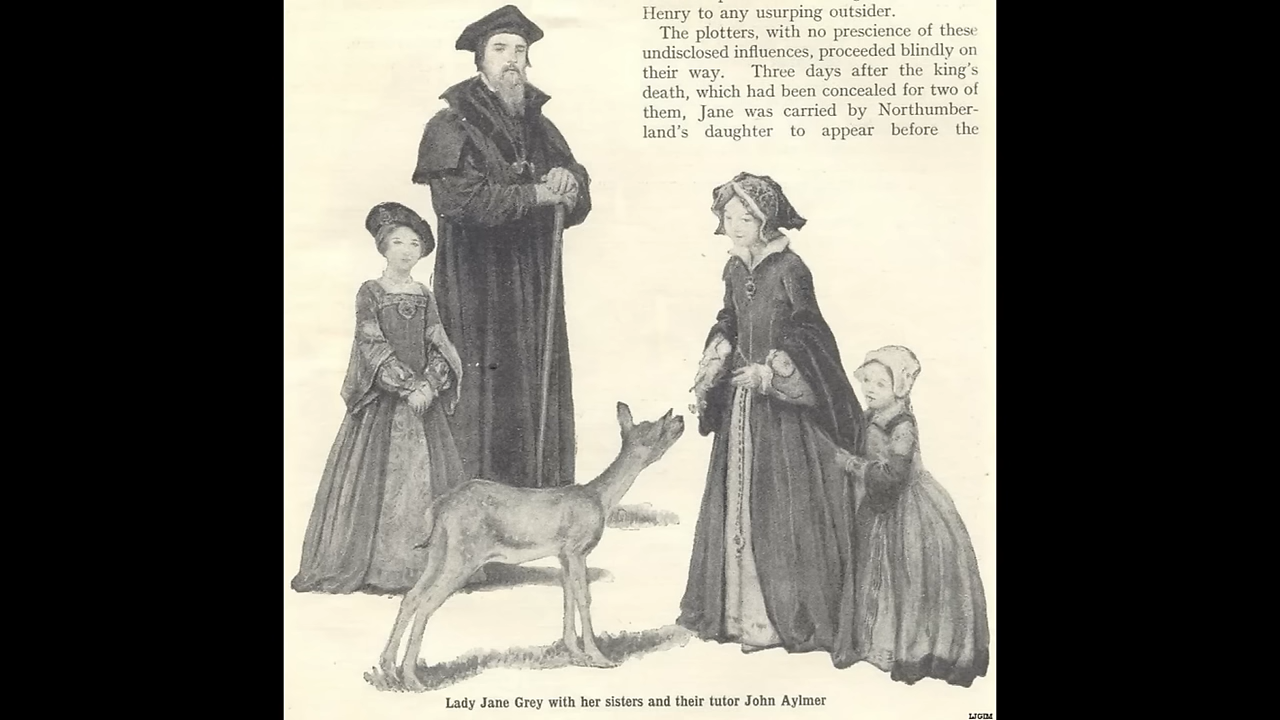 Henry to any usurping outsider.
The plotters, with no prescience of these
undisclosed influences, proceeded blindly on
their way. Three days after the king's
death, which had been concealed for two of
them, Jane was carried by Northumber-
land's daughter to appear before the
Lady Jane Grey with her sisters and their tutor John Aylmer
LJGIM